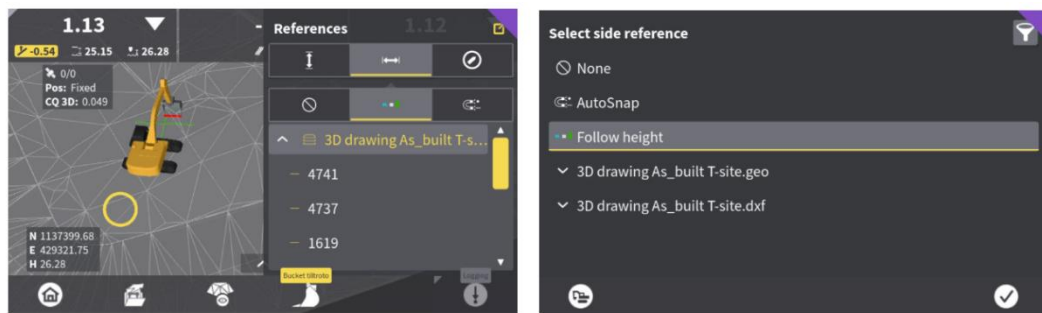 1.13
-0.54 25.15 26.28
0/0
Pos: Fixed
CQ 3D: 0.049
N 1137399.68
E 429321.75
H 26.28
References
1.12
3D drawing As_built T-s...
4741
4737
1619
Bucket tiltroto
Logging
Select side reference
None
AutoSnap
Follow height
3D drawing As_built T-site.geo
3D drawing As_built T-site.dxf